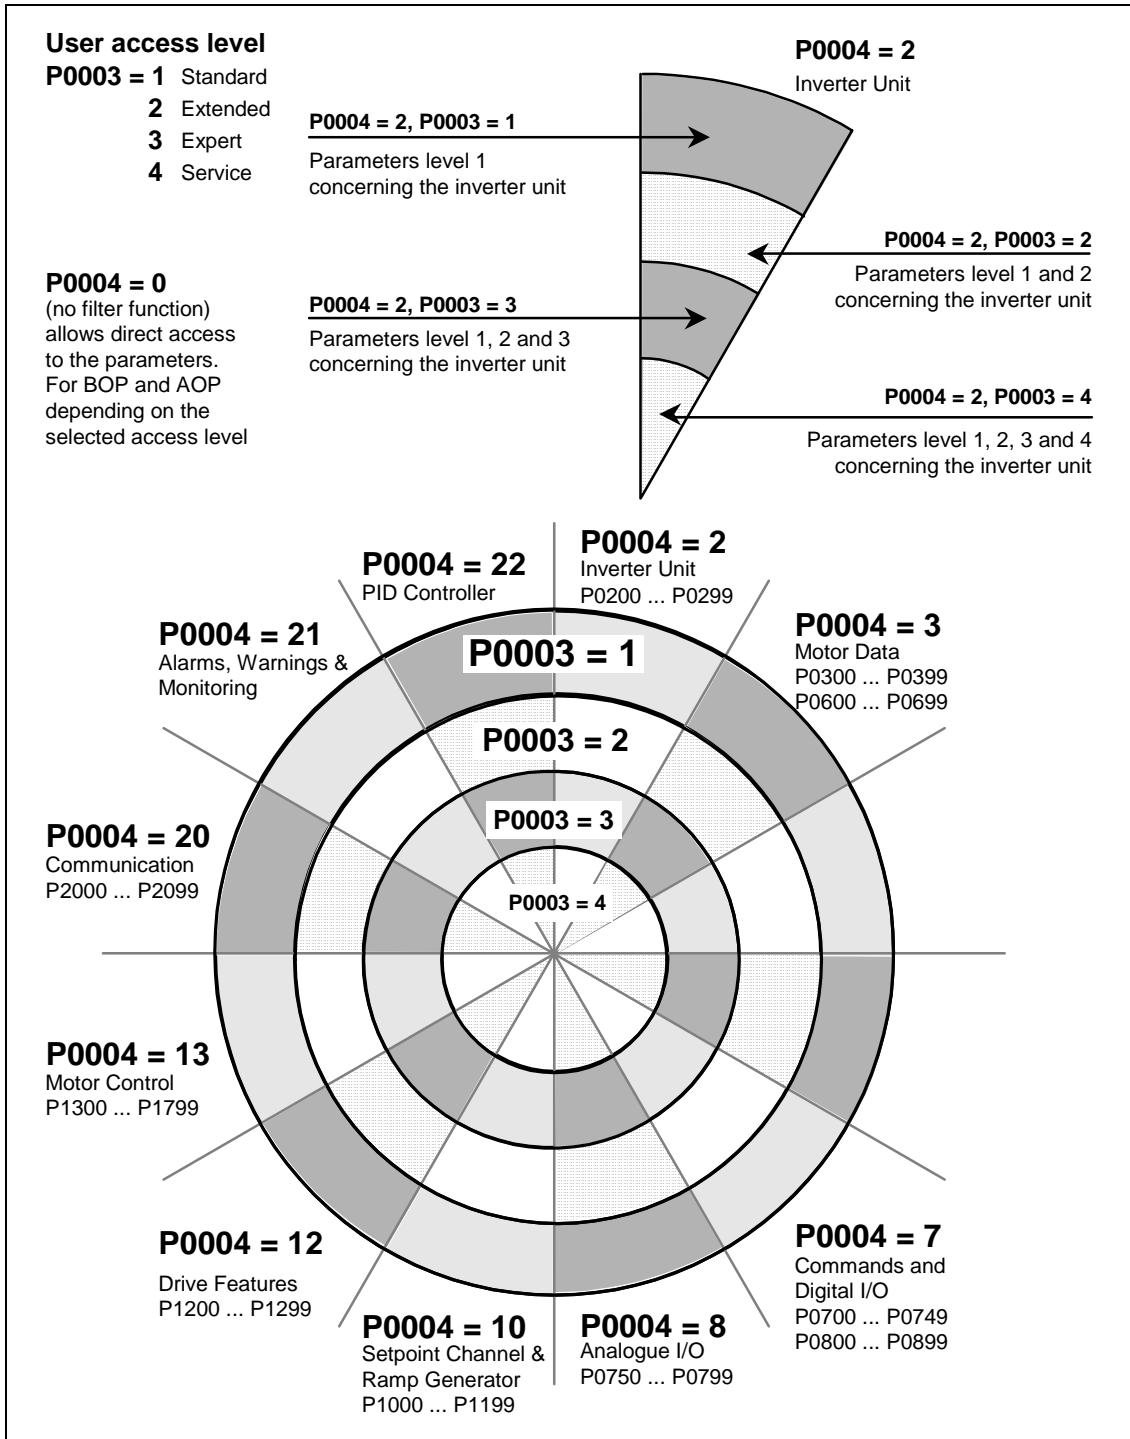 User access level
P0003 = 1 Standard
2 Extended
3 Expert
4 Service
P0004 = 2
Inverter Unit
P0004 = 2, P0003 = 1
Parameters level 1
concerning the inverter unit
P0004 = 2, P0003 = 2
Parameters level 1 and 2
concerning the inverter unit
P0004 = 0
(no filter function)
allows direct access
to the parameters.
For BOP and AOP
depending on the
selected access level
P0004 = 2, P0003 = 3
Parameters level 1, 2 and 3
concerning the inverter unit
P0004 = 2, P0003 = 4
Parameters level 1, 2, 3 and 4
concerning the inverter unit
P0004 = 22
PID Controller
P0004 = 2
Inverter Unit
P0200 ... P0299
P0004 = 21
Alarms, Warnings &
Monitoring
P0004 = 3
Motor Data
P0300 ... P0399
P0600 ... P0699
P0003 = 1
P0003 = 2
P0003 = 3
P0003 = 4
P0004 = 20
Communication
P2000 ... P2099
P0004 = 13
Motor Control
P1300 ... P1799
P0004 = 12
Drive Features
P1200 ... P1299
P0004 = 10
Setpoint Channel &
Ramp Generator
P1000 ... P1199
P0004 = 8
Analogue I/O
P0750 ... P0799
P0004 = 7
Commands and
Digital I/O
P0700 ... P0749
P0800 ... P0899